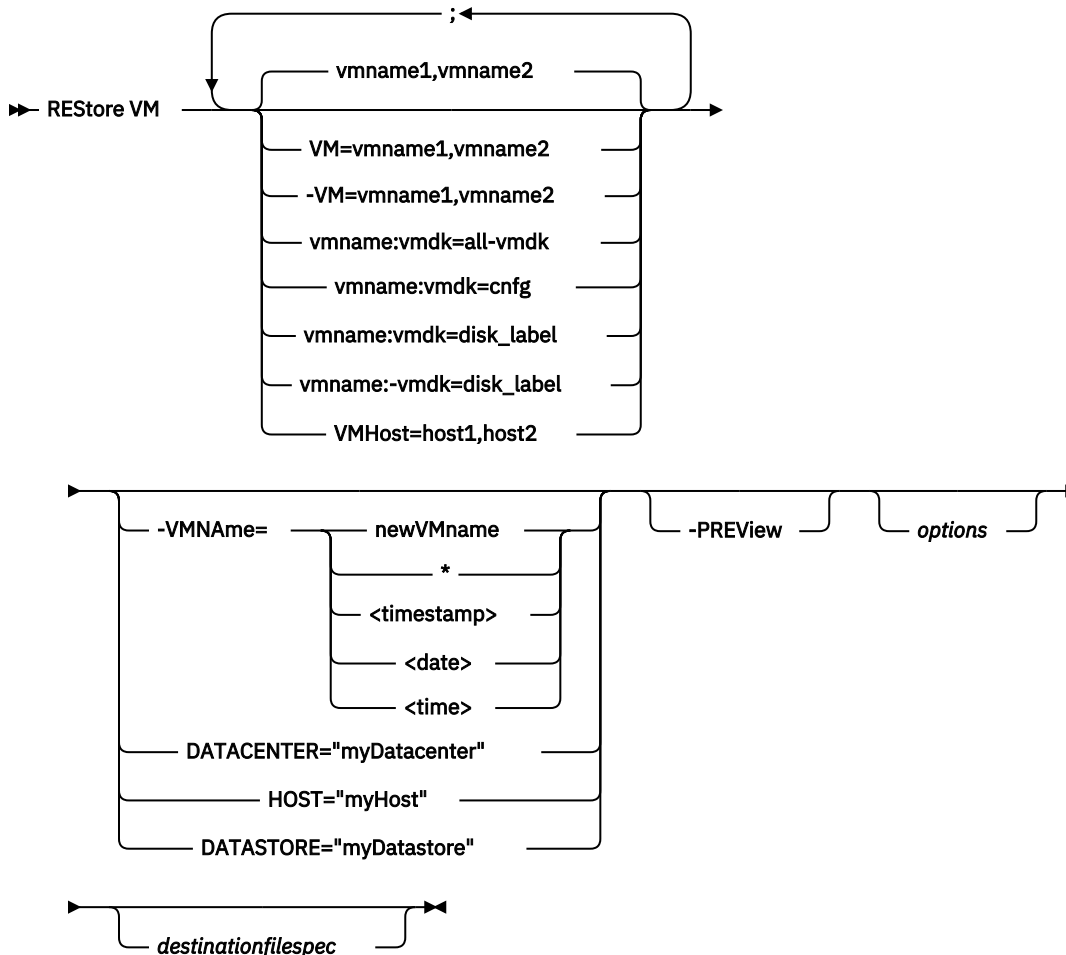 ;
vmname1,vmname2
REStore VM
VM=vmname1,vmname2
-VM=vmname1,vmname2
vmname:vmdk=all-vmdk
vmname:vmdk=cnfg
vmname:vmdk=disk_label
vmname:-vmdk=disk_label
VMHost=host1,host2
-VMNAme= newVMname -PREView options
*
<timestamp>
<date>
<time>
DATACENTER="myDatacenter"
HOST="myHost"
DATASTORE="myDatastore"
destinationfilespec